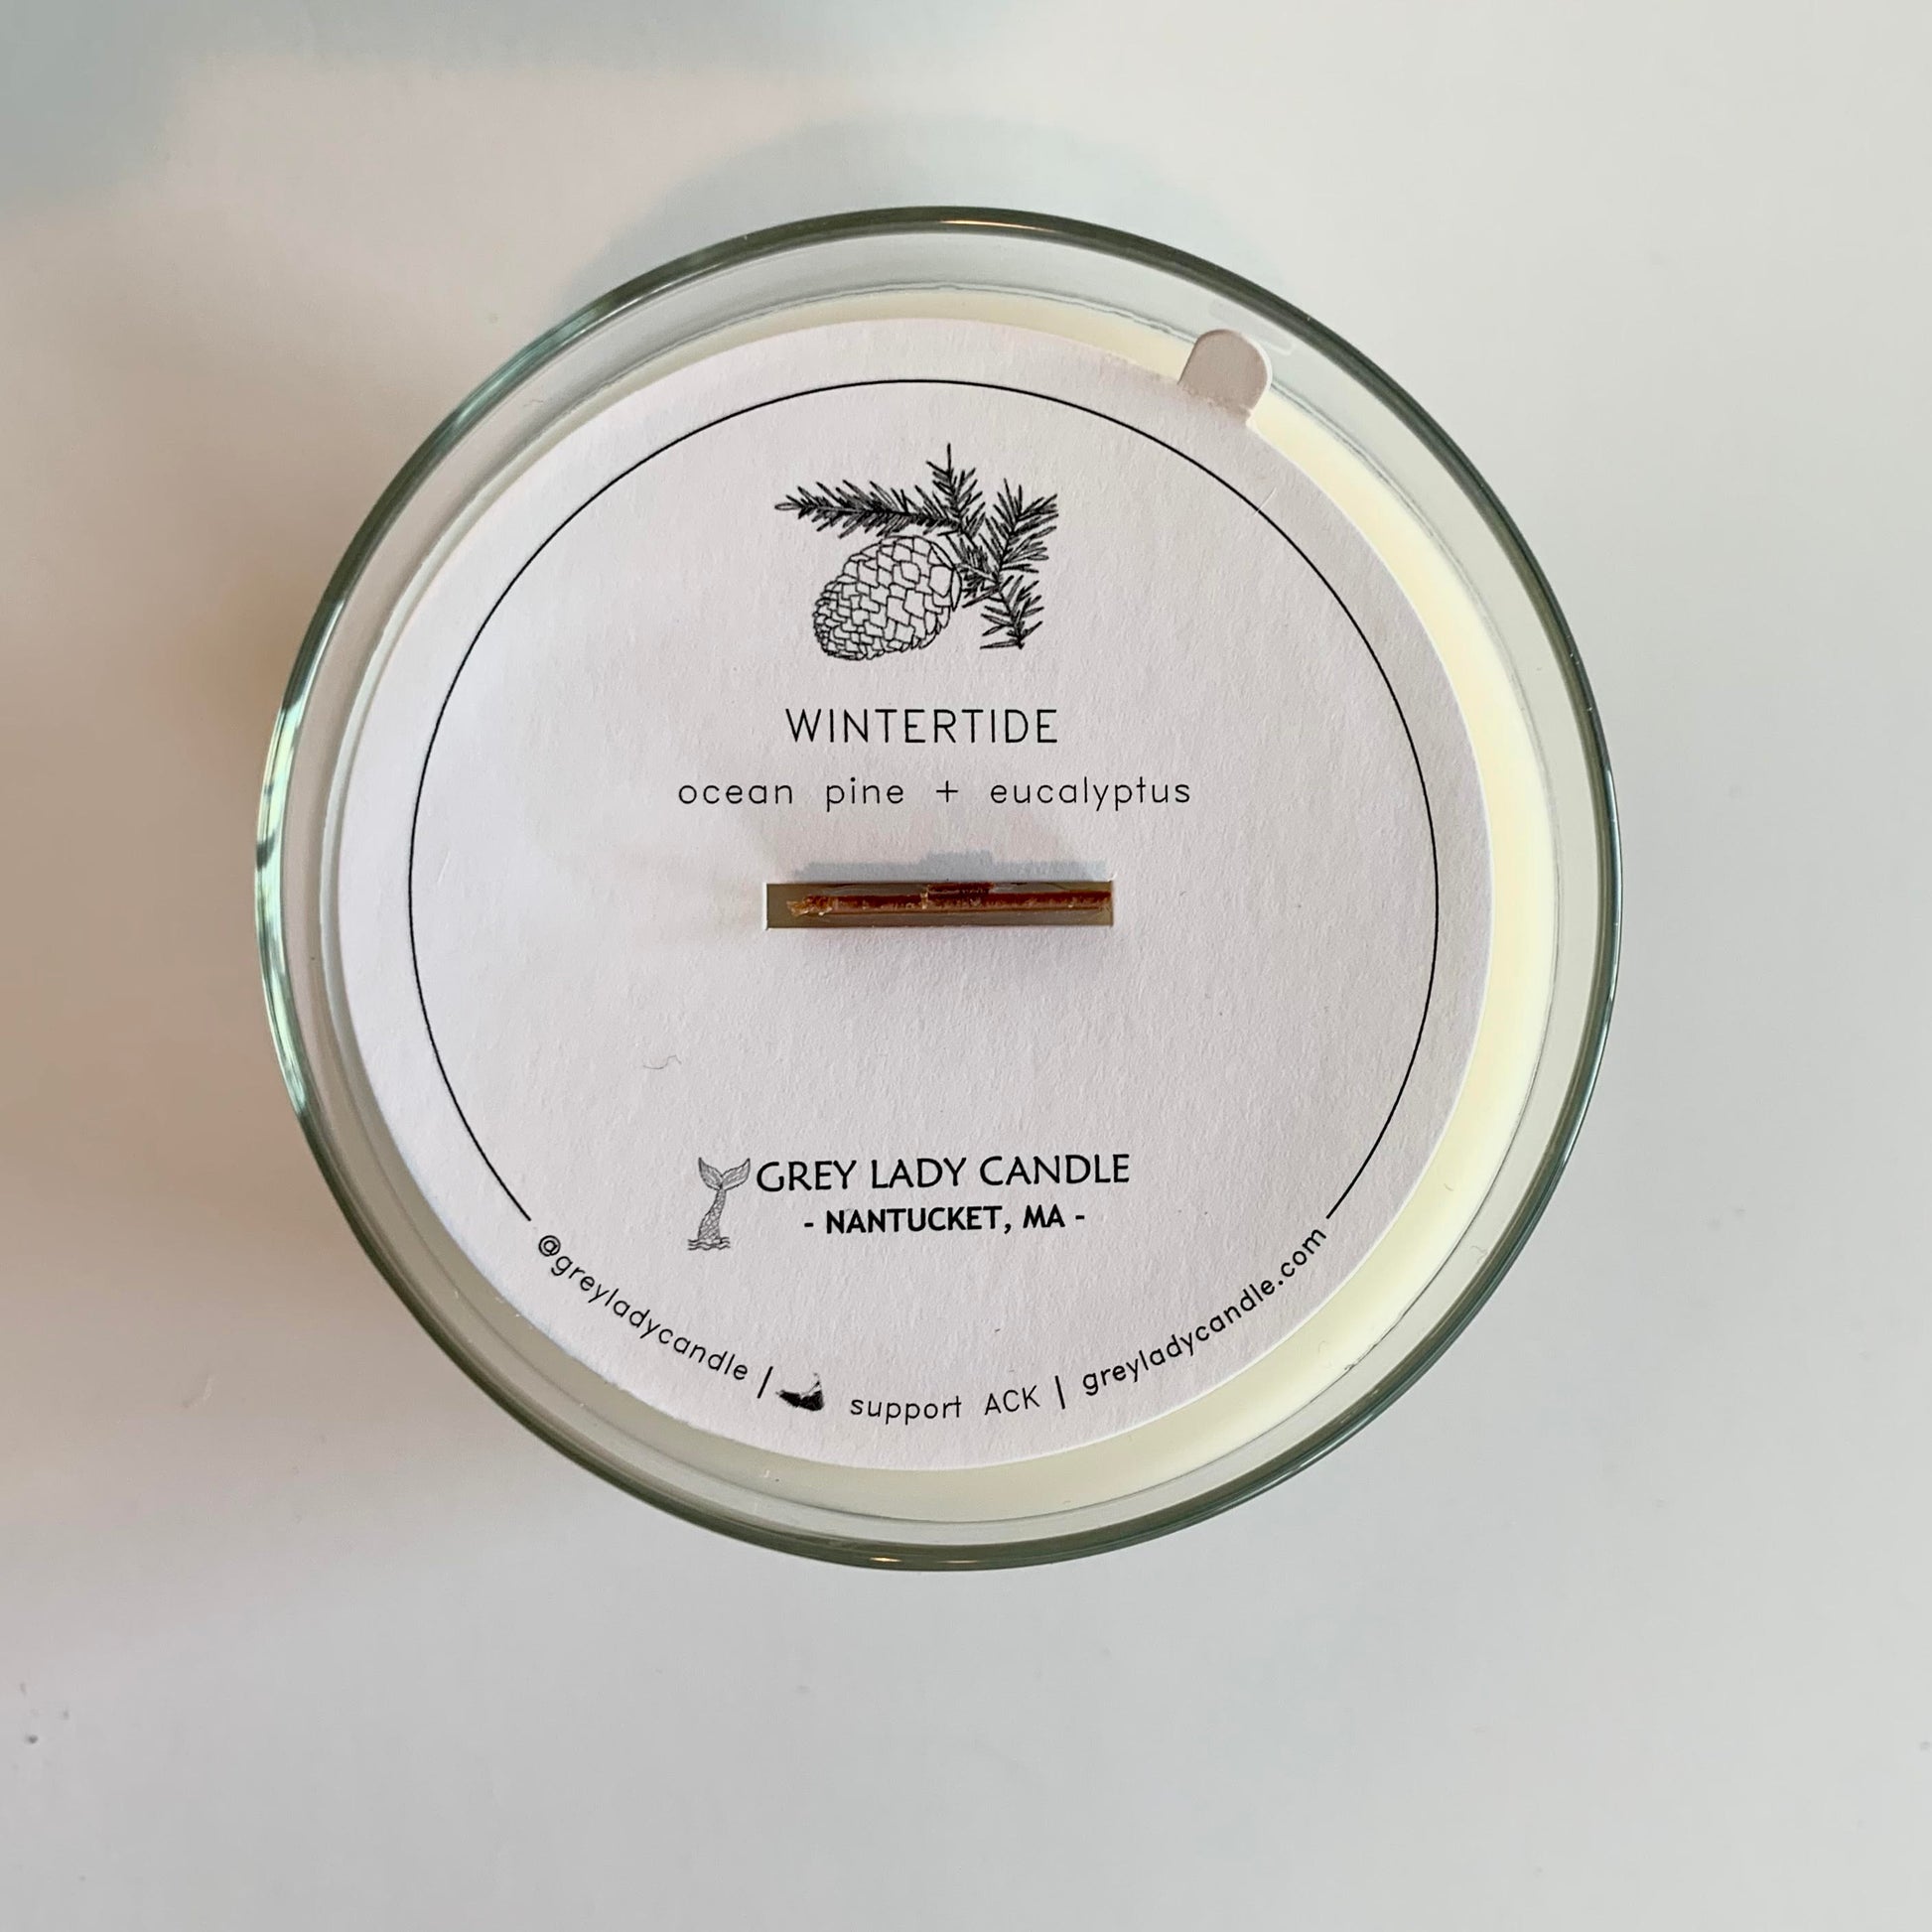 WINTERTIDE
ocean pine + eucalyptus
GREY LADY CANDLE
- NANTUCKET, MA -
@greyladycandle | support ACK | greyladycandle.com